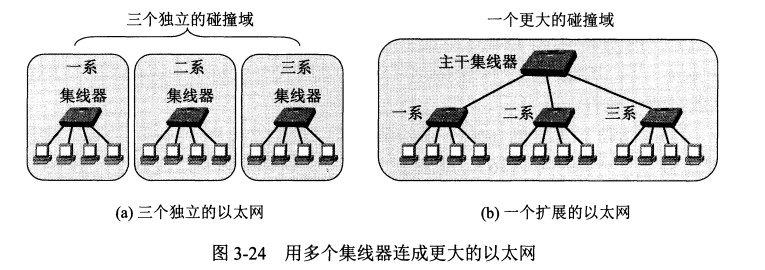 三个独立的碰撞域
一个更大的碰撞域
一系
二系
三系
集线器
集线器
集线器
主干集线器
一系
二系
三系
(a) 三个独立的以太网
(b) 一个扩展的以太网
图 3-24 用多个集线器连成更大的以太网